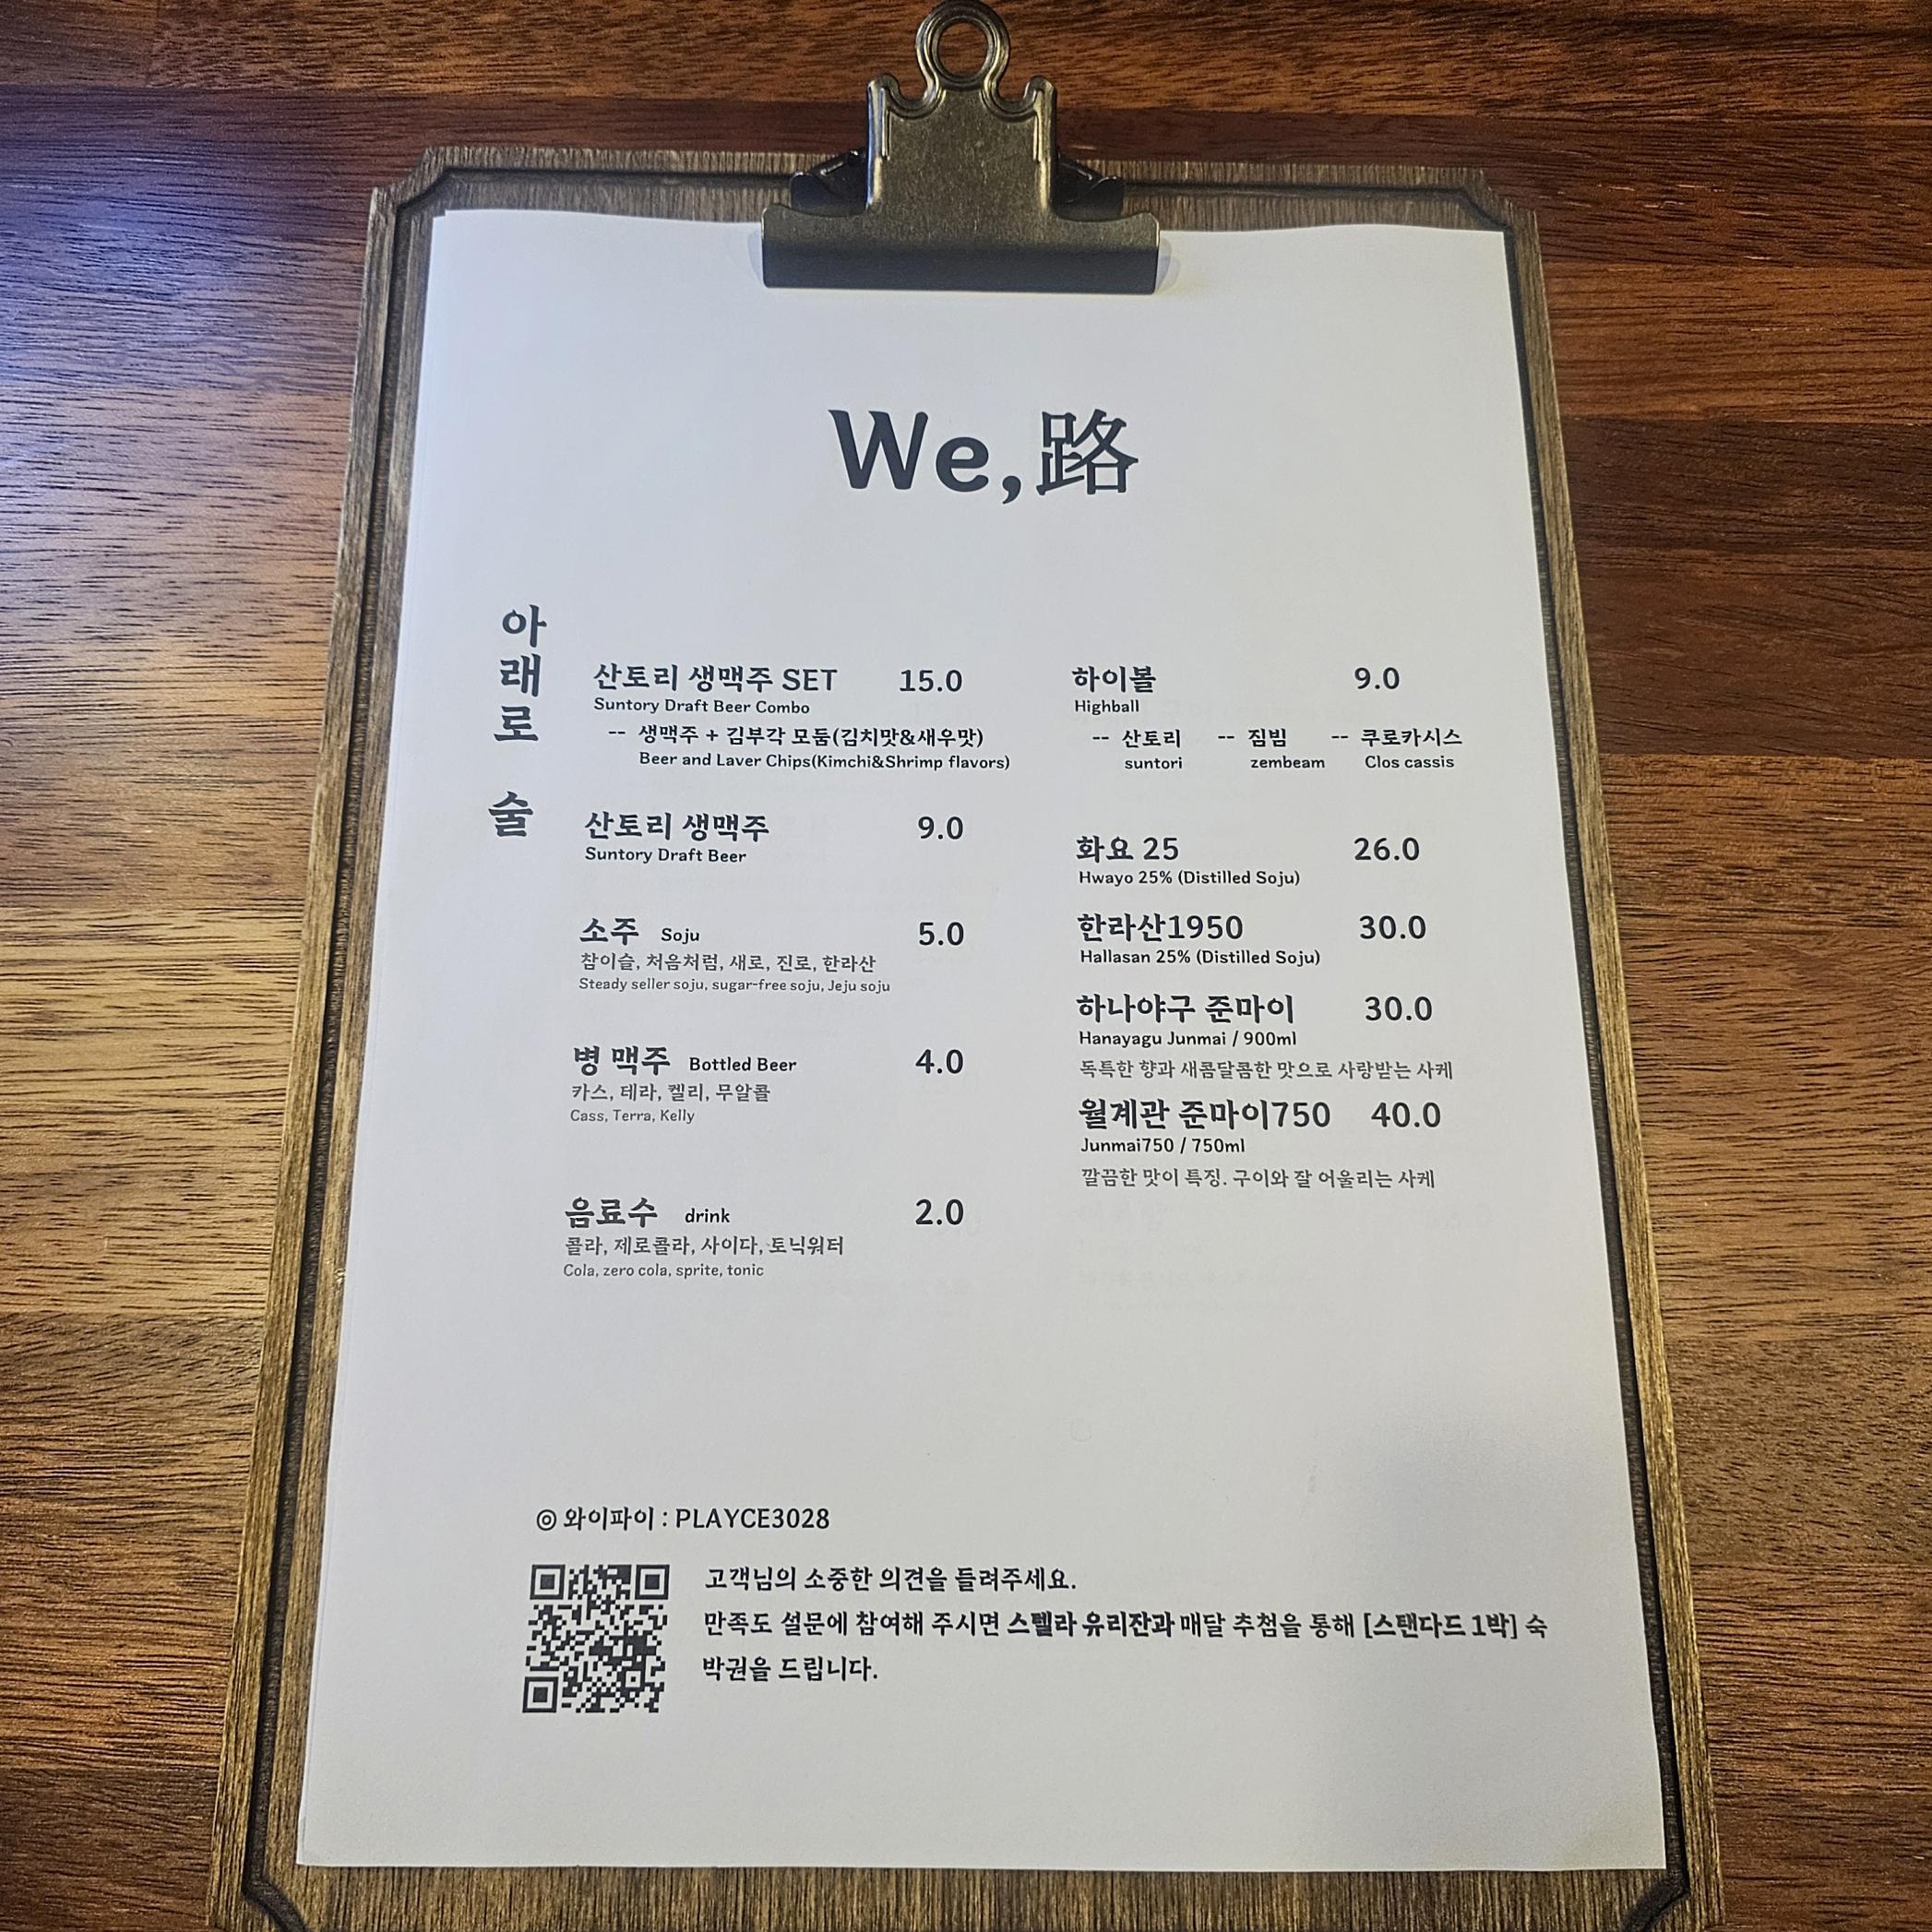 We,路
아래로 술
산토리 생맥주 SET 15.0
Suntory Draft Beer Combo
-- 생맥주 + 김부각 모둠(김치맛&새우맛)
Beer and Laver Chips(Kimchi&Shrimp flavors)
산토리 생맥주 9.0
Suntory Draft Beer
소주 Soju 5.0
참이슬, 처음처럼, 새로, 진로, 한라산
Steady seller soju, sugar-free soju, Jeju soju
병 맥주 Bottled Beer 4.0
카스, 테라, 켈리, 무알콜
Cass, Terra, Kelly
음료수 drink 2.0
콜라, 제로콜라, 사이다, 토닉워터
Cola, zero cola, sprite, tonic
하이볼 9.0
Highball
-- 산토리 -- 짐빔 -- 쿠로카시스
suntori zembeam Clos cassis
화요 25 26.0
Hwayo 25% (Distilled Soju)
한라산1950 30.0
Hallasan 25% (Distilled Soju)
하나야구 준마이 30.0
Hanayagu Junmai / 900ml
독특한 향과 새콤달콤한 맛으로 사랑받는 사케
월계관 준마이750 40.0
Junmai750 / 750ml
깔끔한 맛이 특징. 구이와 잘 어울리는 사케
◎ 와이파이 : PLAYCE3028
고객님의 소중한 의견을 들려주세요.
만족도 설문에 참여해 주시면 스텔라 유리잔과 매달 추첨을 통해 [스탠다드 1박] 숙
박권을 드립니다.